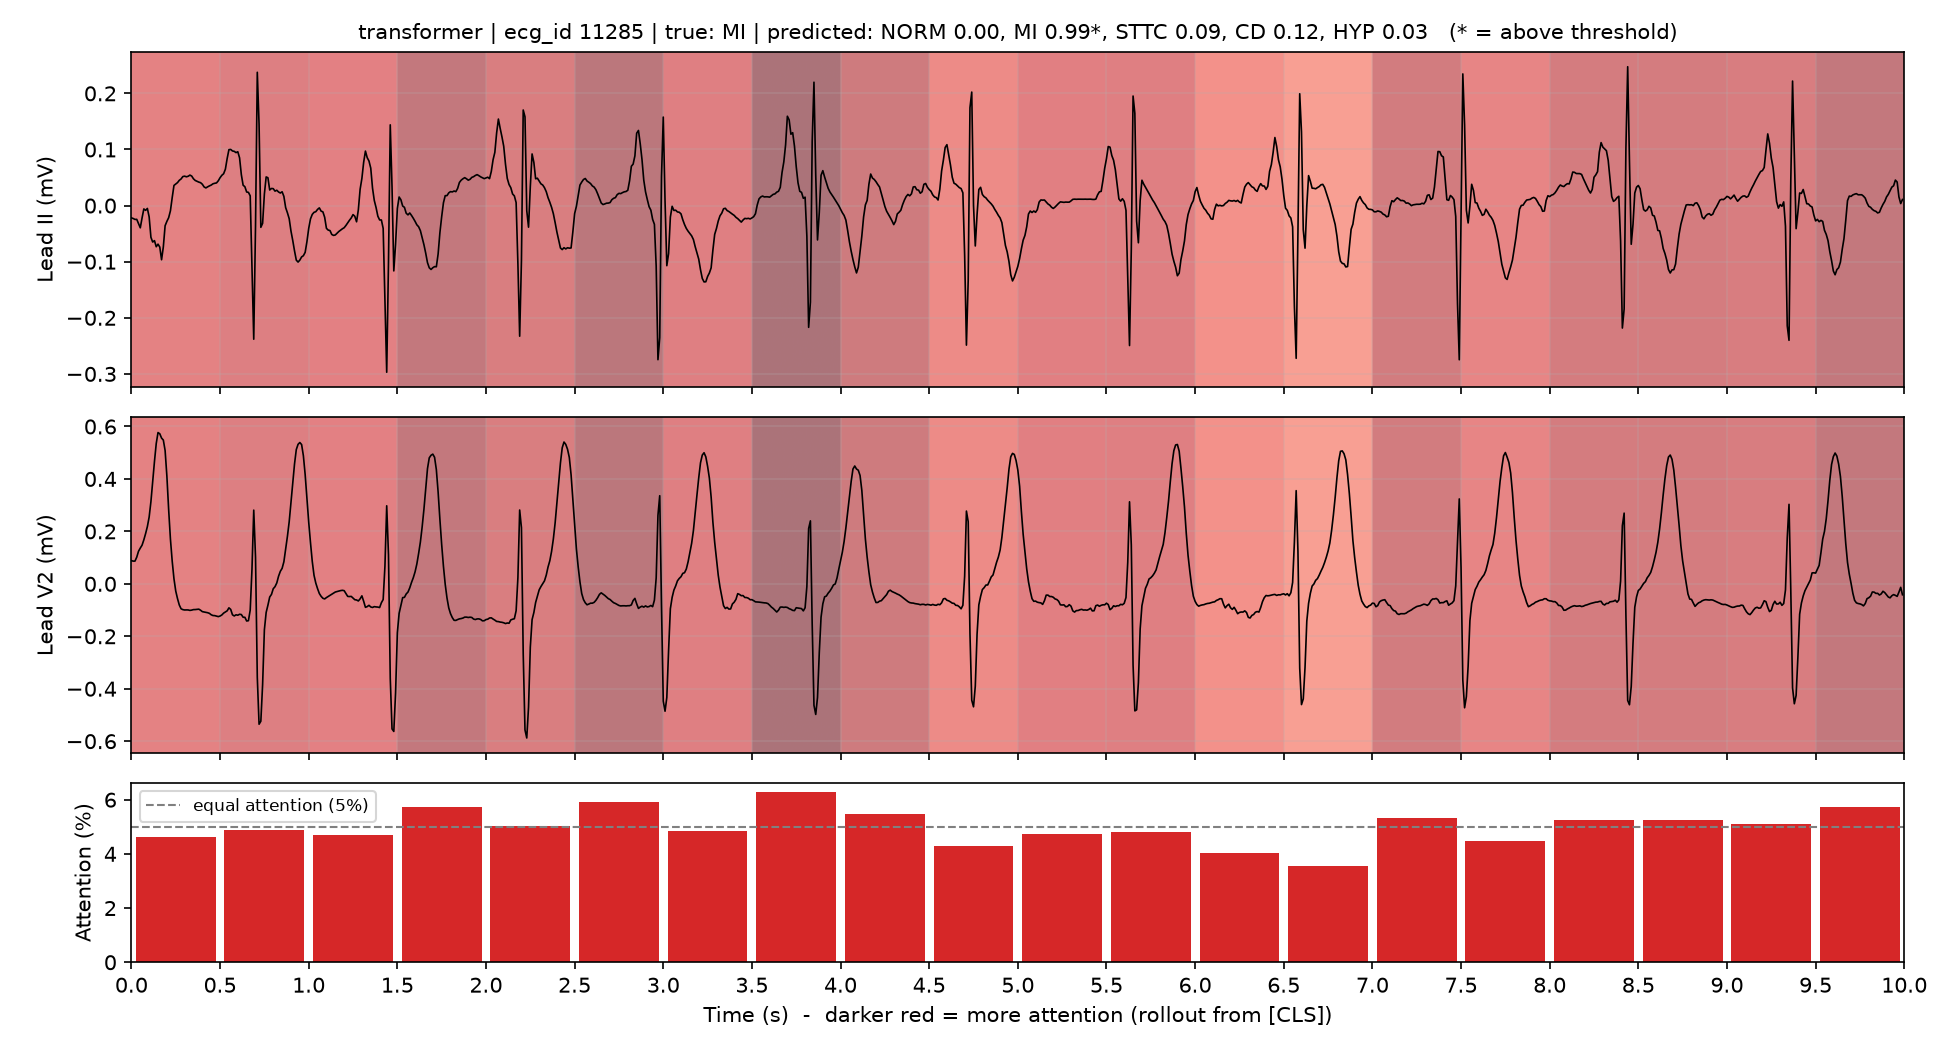 transformer | ecg_id 11285 | true: MI | predicted: NORM 0.00, MI 0.99*, STTC 0.09, CD 0.12, HYP 0.03   (* = above threshold)
Lead II (mV)
0.2
0.1
0.0
−0.1
−0.2
−0.3
Lead V2 (mV)
0.6
0.4
0.2
0.0
−0.2
−0.4
−0.6
Attention (%)
6
4
2
0
equal attention (5%)
0.0 0.5 1.0 1.5 2.0 2.5 3.0 3.5 4.0 4.5 5.0 5.5 6.0 6.5 7.0 7.5 8.0 8.5 9.0 9.5 10.0
Time (s)  -  darker red = more attention (rollout from [CLS])